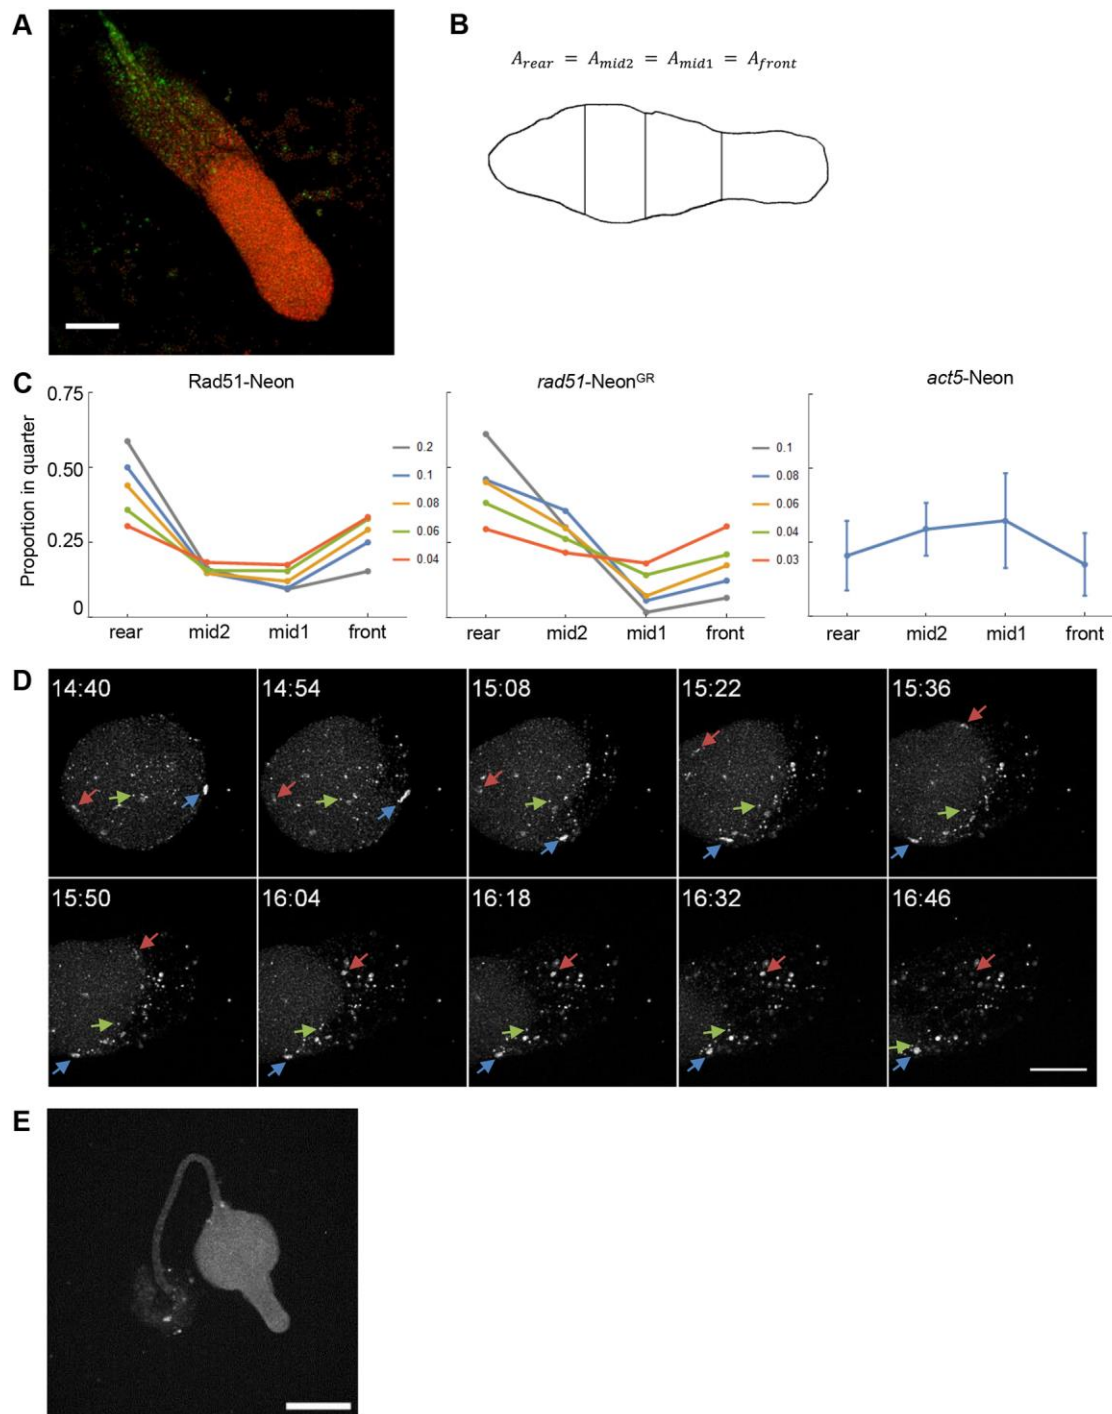 A
B
A_rear = A_mid2 = A_mid1 = A_front
C
Rad51-Neon
rad51-Neon^GR
act5-Neon
Proportion in quarter
0.75
0.50
0.25
0
0.2
0.1
0.08
0.06
0.04
0.1
0.08
0.06
0.04
0.03
rear mid2 mid1 front
rear mid2 mid1 front
rear mid2 mid1 front
D
14:40
14:54
15:08
15:22
15:36
15:50
16:04
16:18
16:32
16:46
E